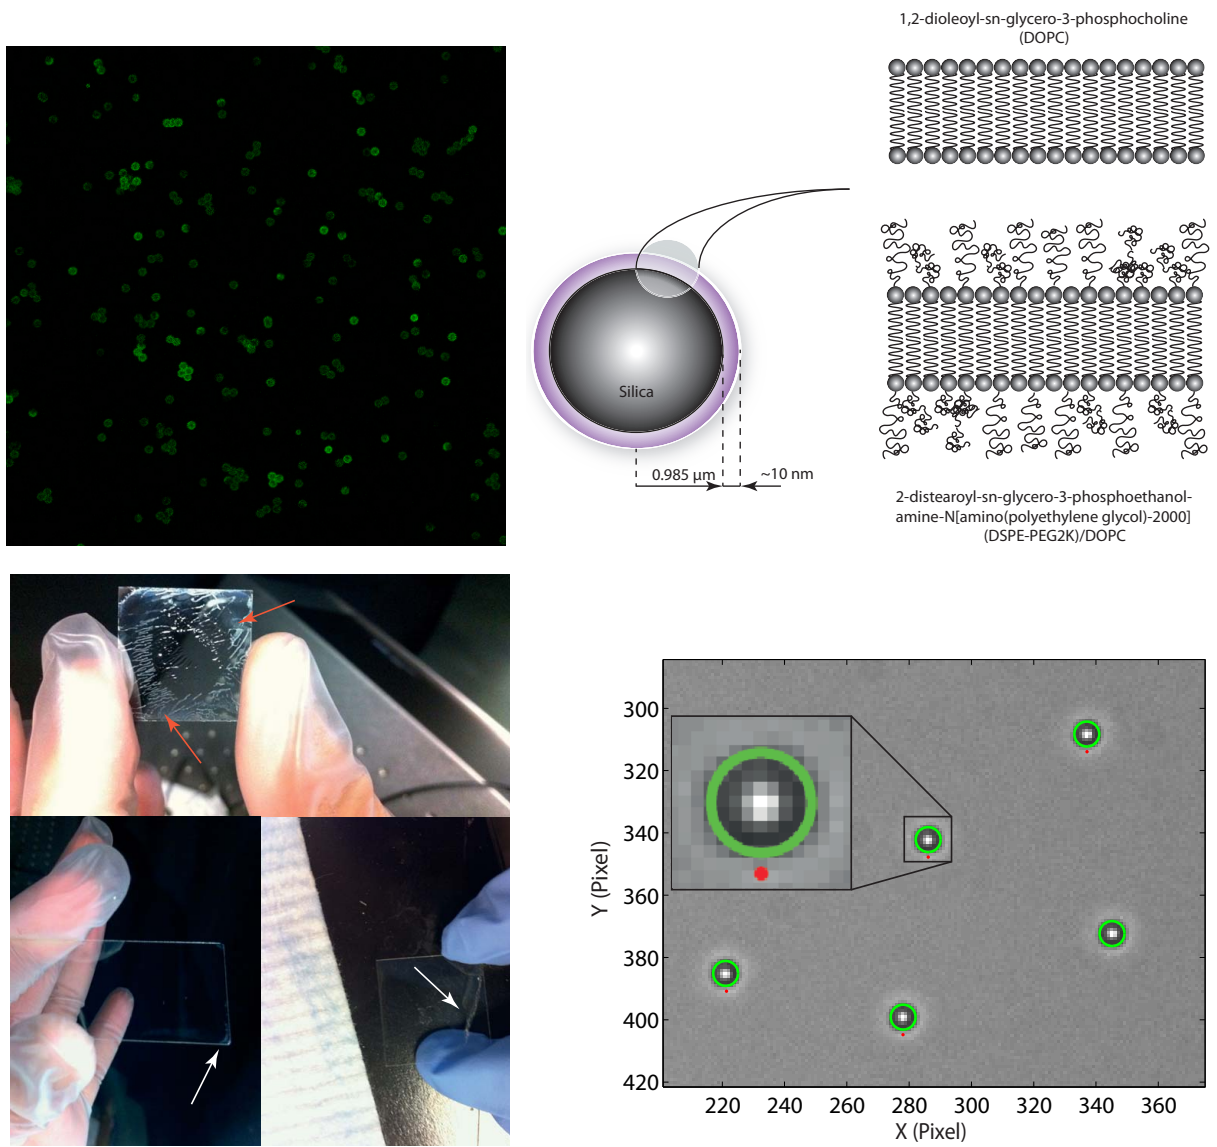 1,2-dioleoyl-sn-glycero-3-phosphocholine
(DOPC)
Silica
0.985 µm
~10 nm
2-distearoyl-sn-glycero-3-phosphoethanol-
amine-N[amino(polyethylene glycol)-2000]
(DSPE-PEG2K)/DOPC
Y (Pixel)
300
320
340
360
380
400
420
220 240 260 280 300 320 340 360
X (Pixel)